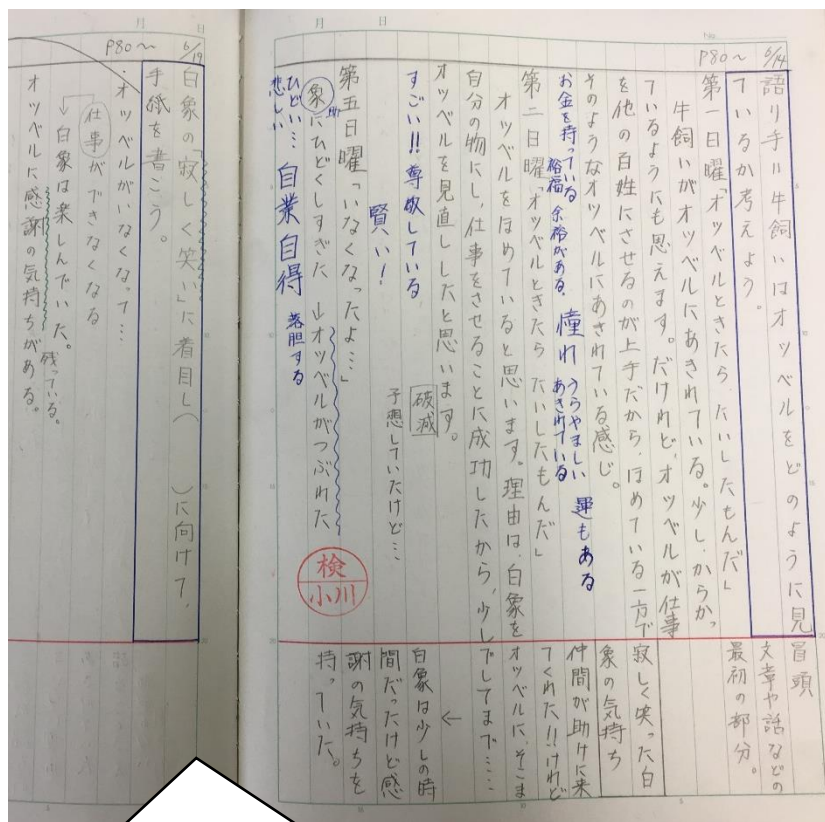 月 日
No.
6/14
P80〜
語り手=牛飼いはオツベルをどのように見
ているか考えよう。
第一日曜「オツベルときたら、たいしたもんだ」
牛飼いがオツベルにあきれている。少し、からかっ
ているようにも思えます。だけれど、オツベルが仕事
を他の百姓にさせるのが上手だから、ほめている一方で
そのようなオツベルにあきれている感じ。
お金を持っている
裕福 余裕がある、憧れ うらやましい 運もある
あきれている
第二日曜「オツベルときたら たいしたもんだ」
オツベルをほめていると思います。理由は、白象を
自分の物にし、仕事をさせることに成功したから、少し
オツベルを見直ししたと思います。
すごい!!尊敬している
破滅
賢い!
予想していたけど…
第五日曜「いなくなったよ…」
象にひどくしすぎた →オツベルがつぶれた
ひどい… 自業自得 落胆する
悲しい
検
小川
冒頭
文章や話などの
最初の部分。
寂しく笑った白
象の気持ち
仲間が助けに来
てくれた!!けれど
オツベルに、そこま
でしてまで……
←
白象は少しの時
間だったけど感
謝の気持ちを
持っていた。
月 日
6/19
P80〜
白象の「寂しく笑い」に着目し( )に向けて、
手紙を書こう。
・オツベルがいなくなって…
仕事ができなくなる
→白象は楽しんでいた。
残っている。
オツベルに感謝の気持ちがある。